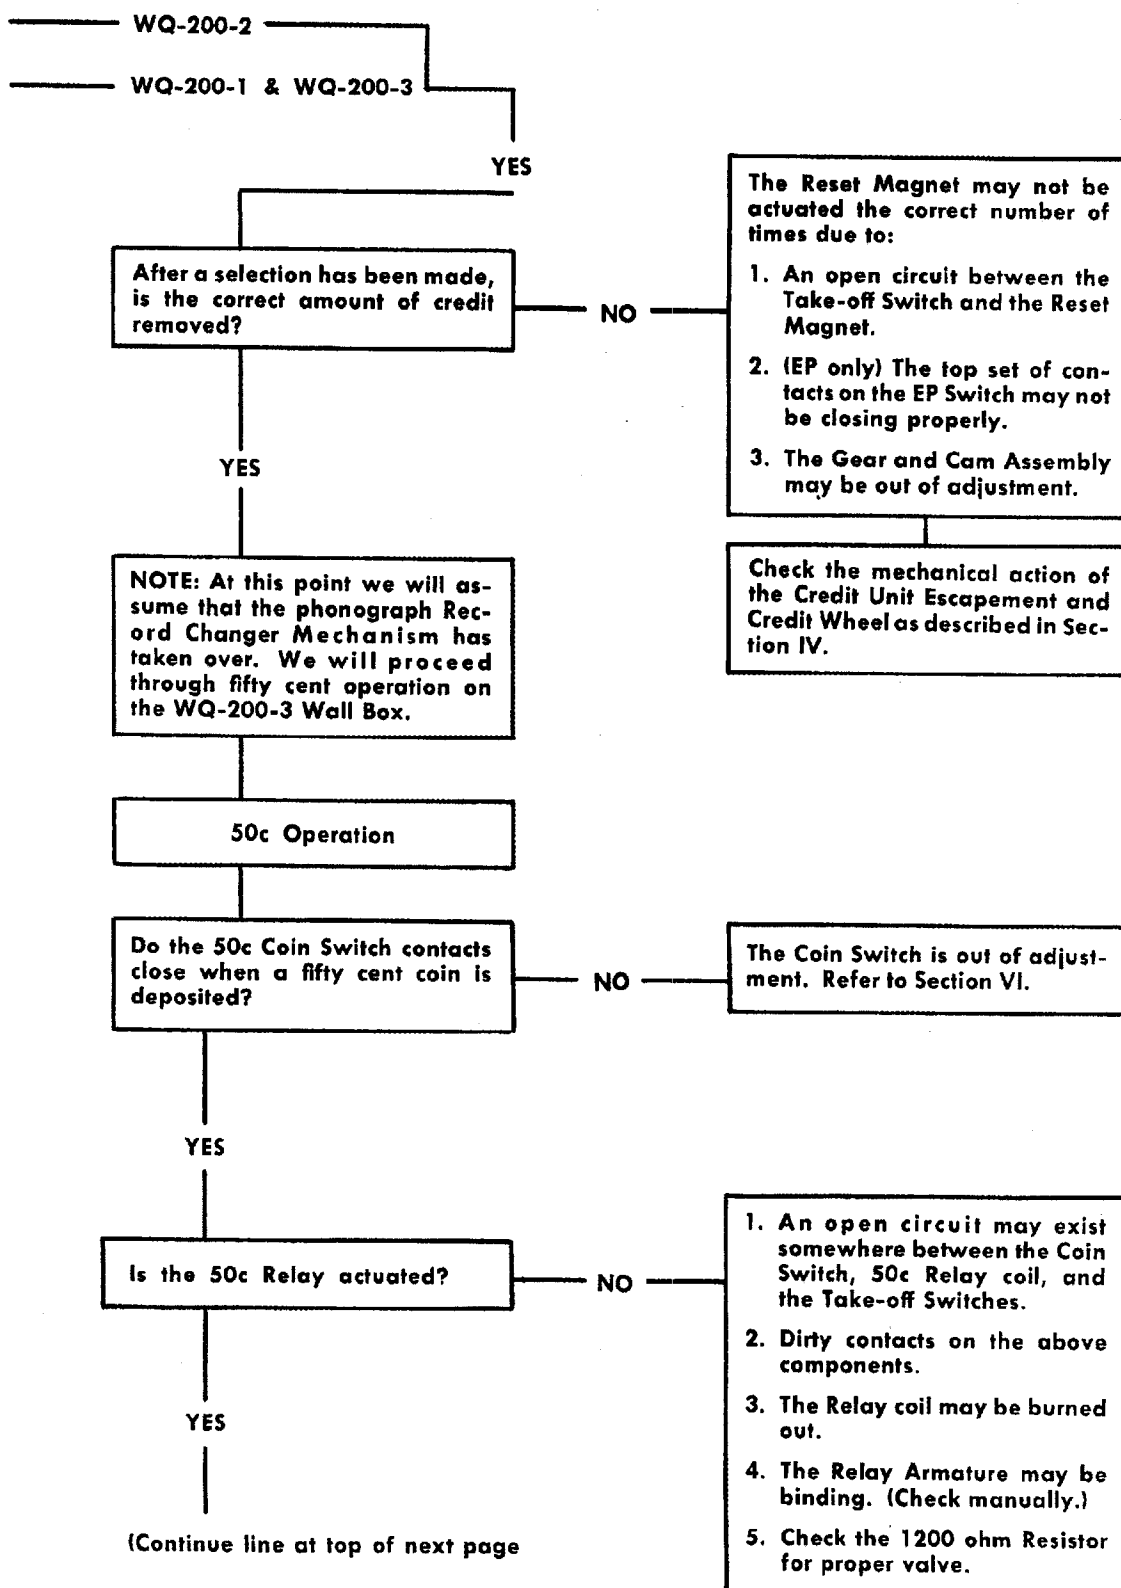 WQ-200-2
WQ-200-1 & WQ-200-3
YES
After a selection has been made,
is the correct amount of credit
removed?
NO
The Reset Magnet may not be
actuated the correct number of
times due to:
1. An open circuit between the
Take-off Switch and the Reset
Magnet.
2. (EP only) The top set of con-
tacts on the EP Switch may not
be closing properly.
3. The Gear and Cam Assembly
may be out of adjustment.
Check the mechanical action of
the Credit Unit Escapement and
Credit Wheel as described in Sec-
tion IV.
YES
NOTE: At this point we will as-
sume that the phonograph Rec-
ord Changer Mechanism has
taken over. We will proceed
through fifty cent operation on
the WQ-200-3 Wall Box.
50c Operation
Do the 50c Coin Switch contacts
close when a fifty cent coin is
deposited?
NO
The Coin Switch is out of adjust-
ment. Refer to Section VI.
YES
Is the 50c Relay actuated?
NO
1. An open circuit may exist
somewhere between the Coin
Switch, 50c Relay coil, and
the Take-off Switches.
2. Dirty contacts on the above
components.
3. The Relay coil may be burned
out.
4. The Relay Armature may be
binding. (Check manually.)
5. Check the 1200 ohm Resistor
for proper valve.
YES
(Continue line at top of next page